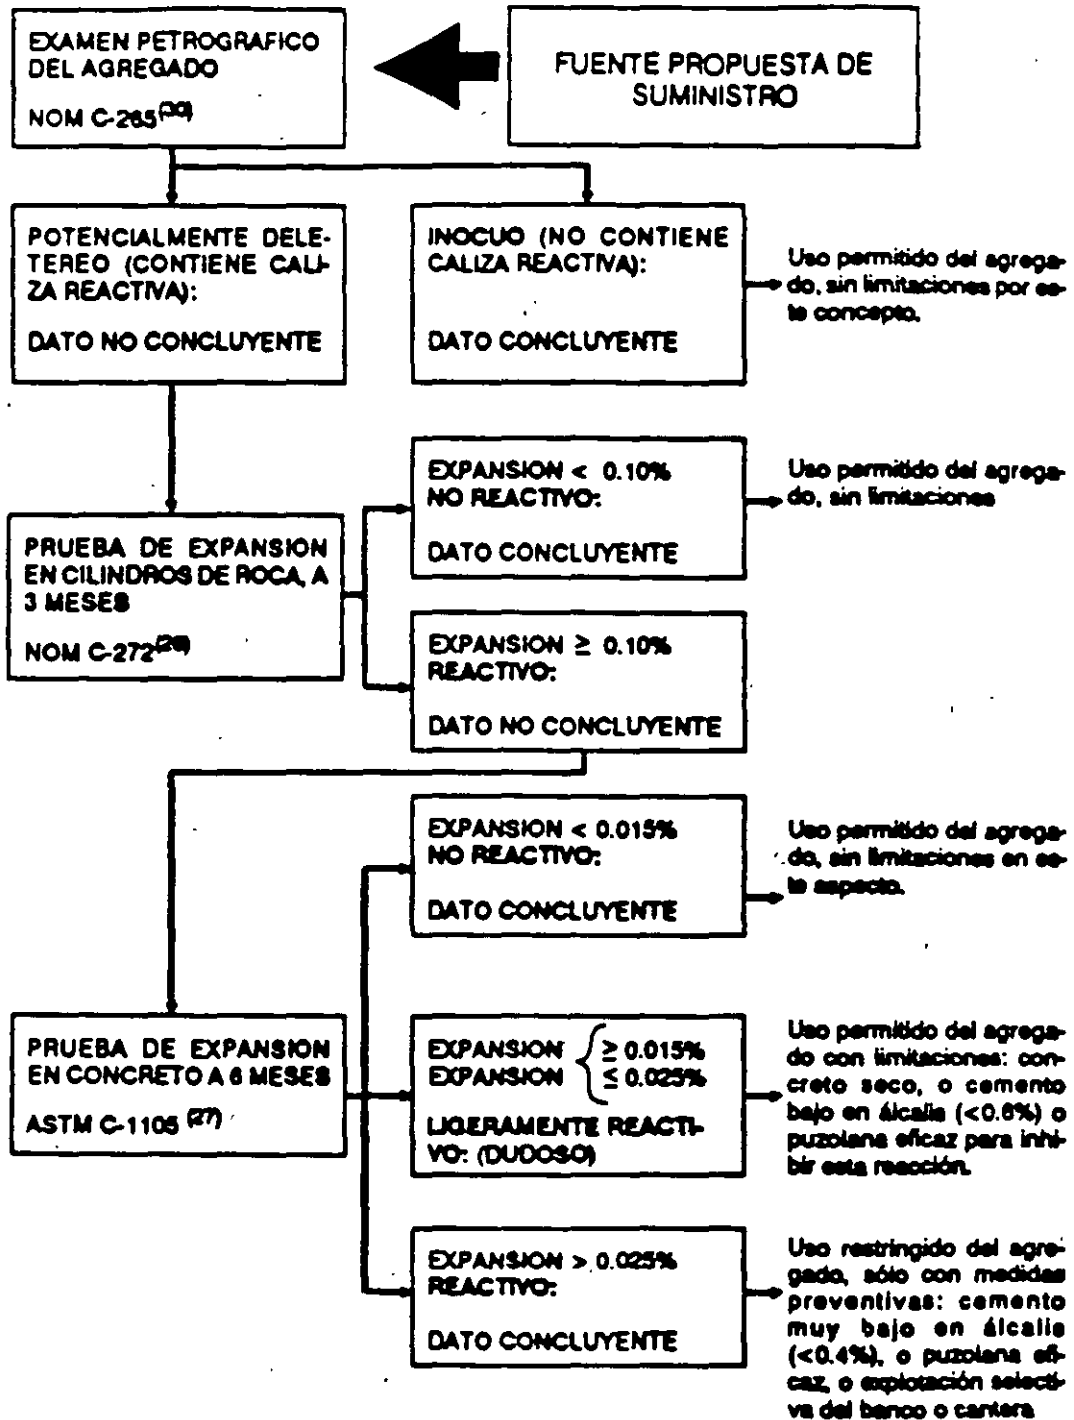 EXAMEN PETROGRAFICO
DEL AGREGADO
NOM C-265(30)
FUENTE PROPUESTA DE
SUMINISTRO
POTENCIALMENTE DELE-
TEREO (CONTIENE CALI-
ZA REACTIVA):
DATO NO CONCLUYENTE
INOCUO (NO CONTIENE
CALIZA REACTIVA):
DATO CONCLUYENTE
Uso permitido del agrega-
do, sin limitaciones por es-
te concepto.
PRUEBA DE EXPANSION
EN CILINDROS DE ROCA, A
3 MESES
NOM C-272
EXPANSION < 0.10%
NO REACTIVO:
DATO CONCLUYENTE
Uso permitido del agrega-
do, sin limitaciones
EXPANSION ≥ 0.10%
REACTIVO:
DATO NO CONCLUYENTE
EXPANSION < 0.015%
NO REACTIVO:
DATO CONCLUYENTE
Uso permitido del agrega-
do, sin limitaciones en es-
te aspecto.
PRUEBA DE EXPANSION
EN CONCRETO A 6 MESES
ASTM C-1105 (27)
EXPANSION ≥ 0.015%
EXPANSION ≤ 0.025%
LIGERAMENTE REACTI-
VO: (DUDOSO)
Uso permitido del agrega-
do con limitaciones: con-
creto seco, o cemento
bajo en álcalis (<0.6%) o
puzolana eficaz para inhi-
bir esta reacción.
EXPANSION > 0.025%
REACTIVO:
DATO CONCLUYENTE
Uso restringido del agre-
gado, sólo con medidas
preventivas: cemento
muy bajo en álcalis
(<0.4%), o puzolana efi-
caz, o explotación selecti-
va del banco o cantera